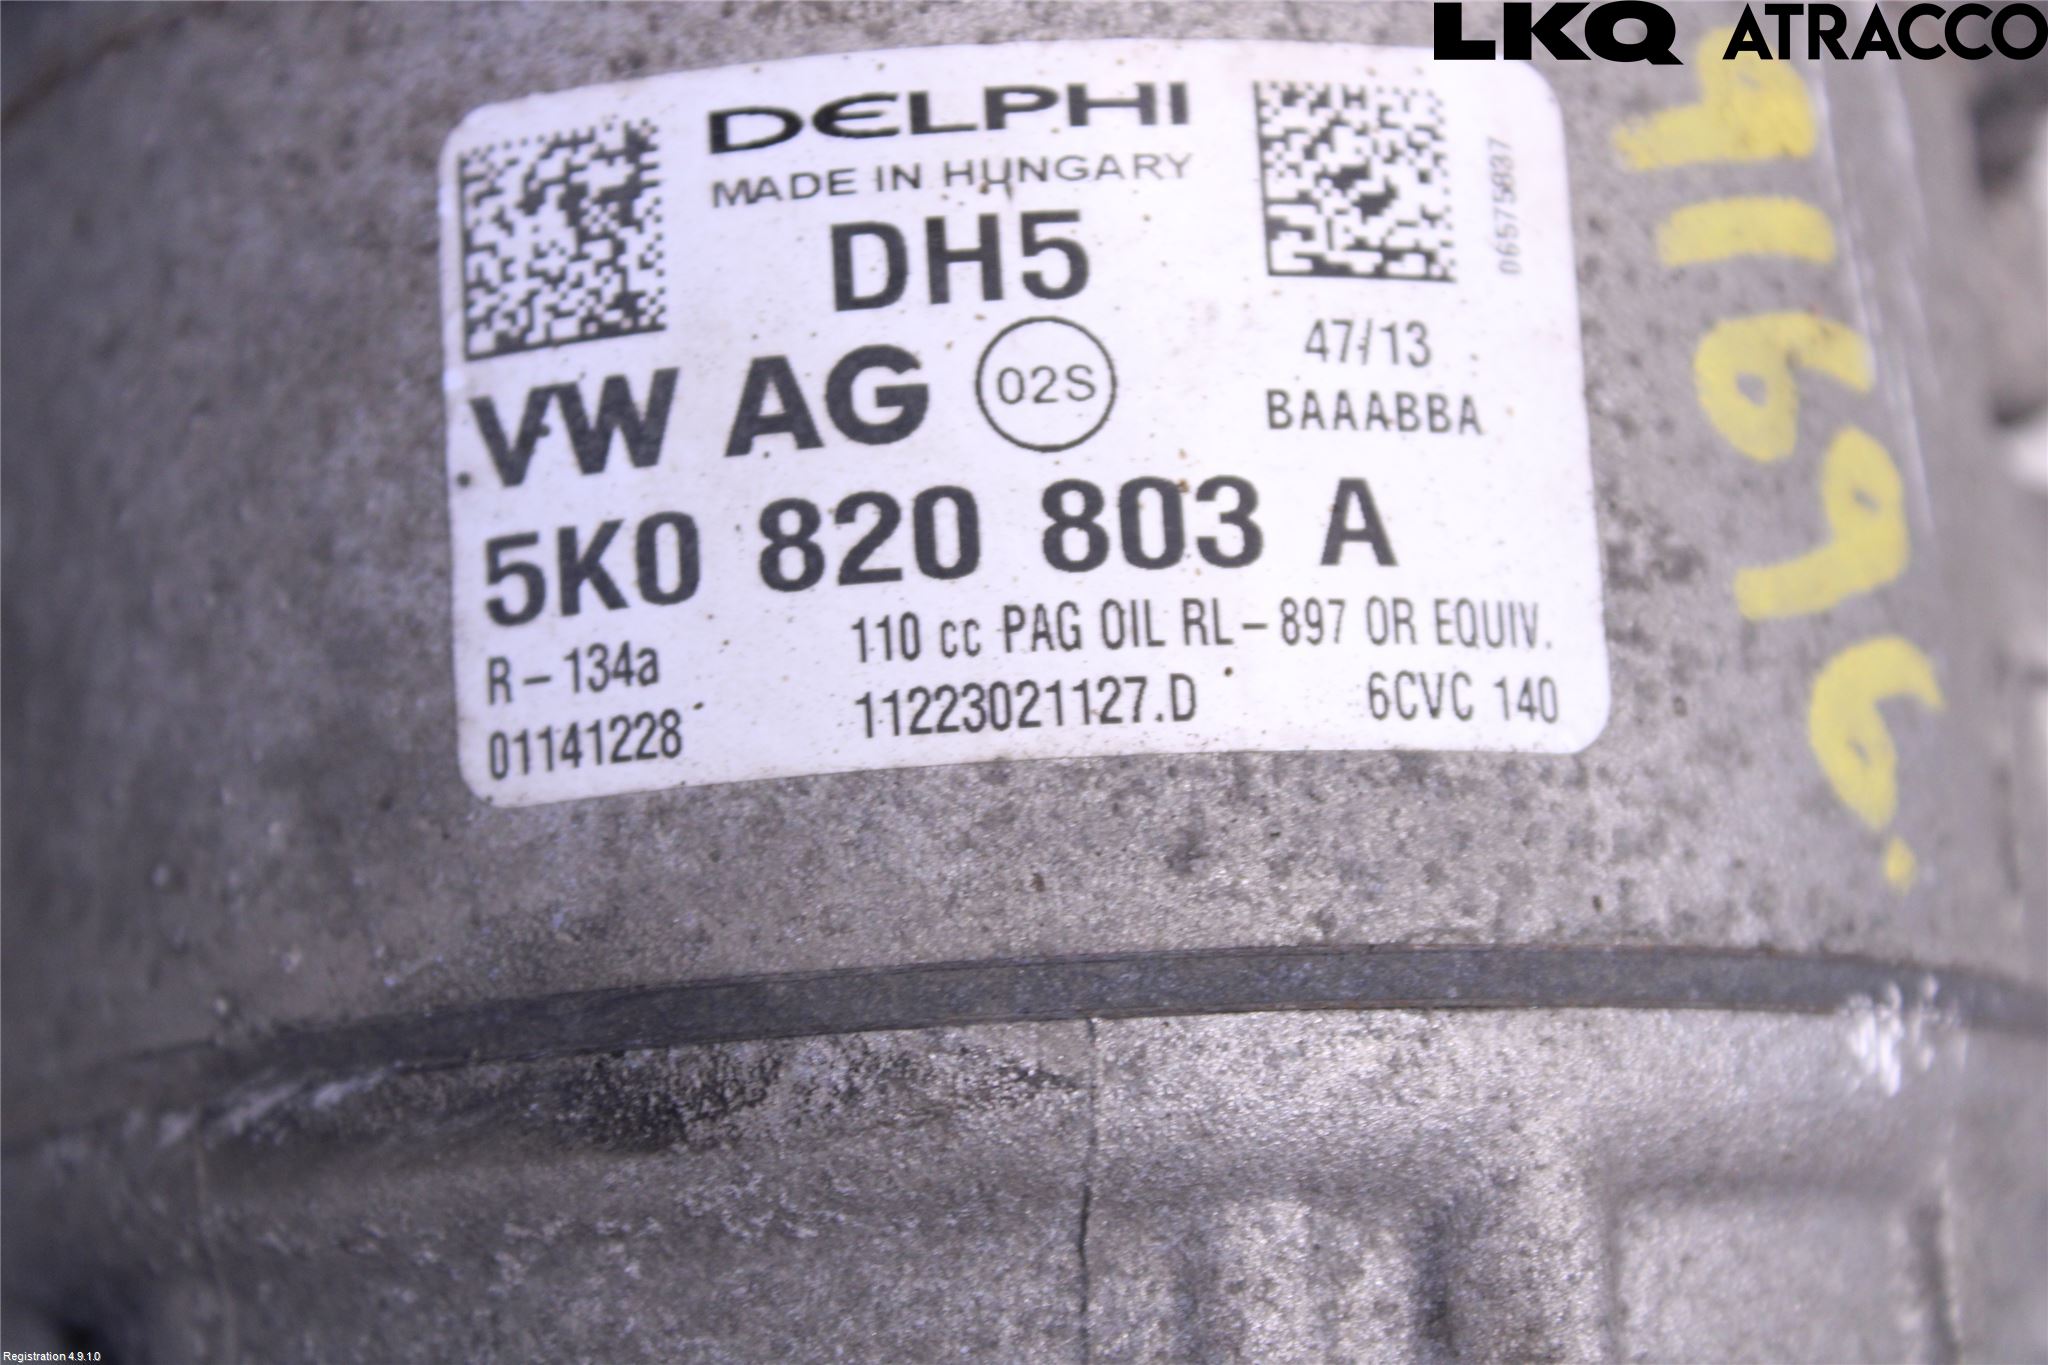 LKQ ATRACCO
DELPHI
MADE IN HUNGARY
DH5
06575837
VW AG 02S
47/13
BAAABBA
5K0 820 803 A
R-134a
110 cc PAG OIL RL-897 OR EQUIV.
01141228
11223021127.D
6CVC 140
Registration 4.9.1.0